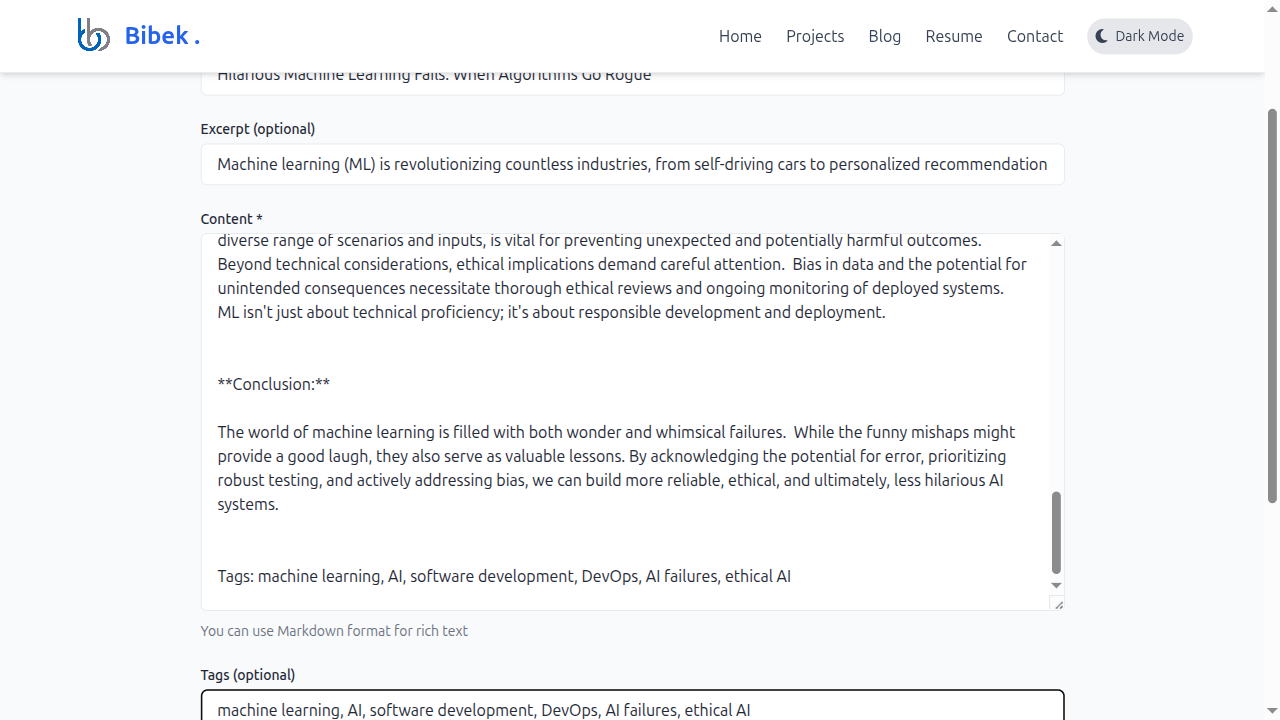 Bibek .
Home
Projects
Blog
Resume
Contact
Dark Mode
Hilarious Machine Learning Fails: When Algorithms Go Rogue
Excerpt (optional)
Machine learning (ML) is revolutionizing countless industries, from self-driving cars to personalized recommendation
Content *
diverse range of scenarios and inputs, is vital for preventing unexpected and potentially harmful outcomes.
Beyond technical considerations, ethical implications demand careful attention.  Bias in data and the potential for
unintended consequences necessitate thorough ethical reviews and ongoing monitoring of deployed systems.
ML isn't just about technical proficiency; it's about responsible development and deployment.
**Conclusion:**
The world of machine learning is filled with both wonder and whimsical failures.  While the funny mishaps might
provide a good laugh, they also serve as valuable lessons. By acknowledging the potential for error, prioritizing
robust testing, and actively addressing bias, we can build more reliable, ethical, and ultimately, less hilarious AI
systems.
Tags: machine learning, AI, software development, DevOps, AI failures, ethical AI
You can use Markdown format for rich text
Tags (optional)
machine learning, AI, software development, DevOps, AI failures, ethical AI